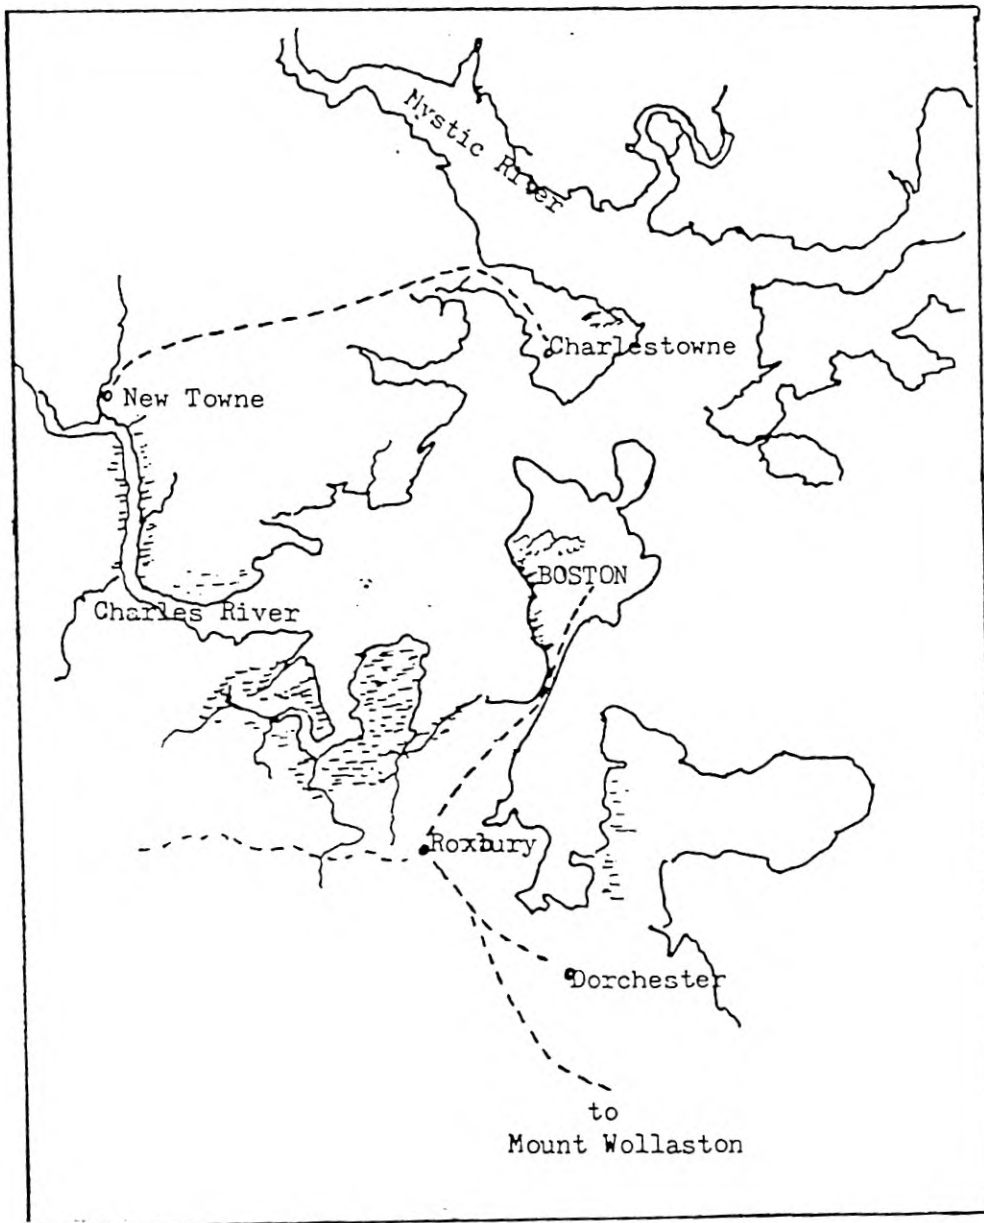 Mystic River
Charlestowne
New Towne
BOSTON
Charles River
Roxbury
Dorchester
to
Mount Wollaston